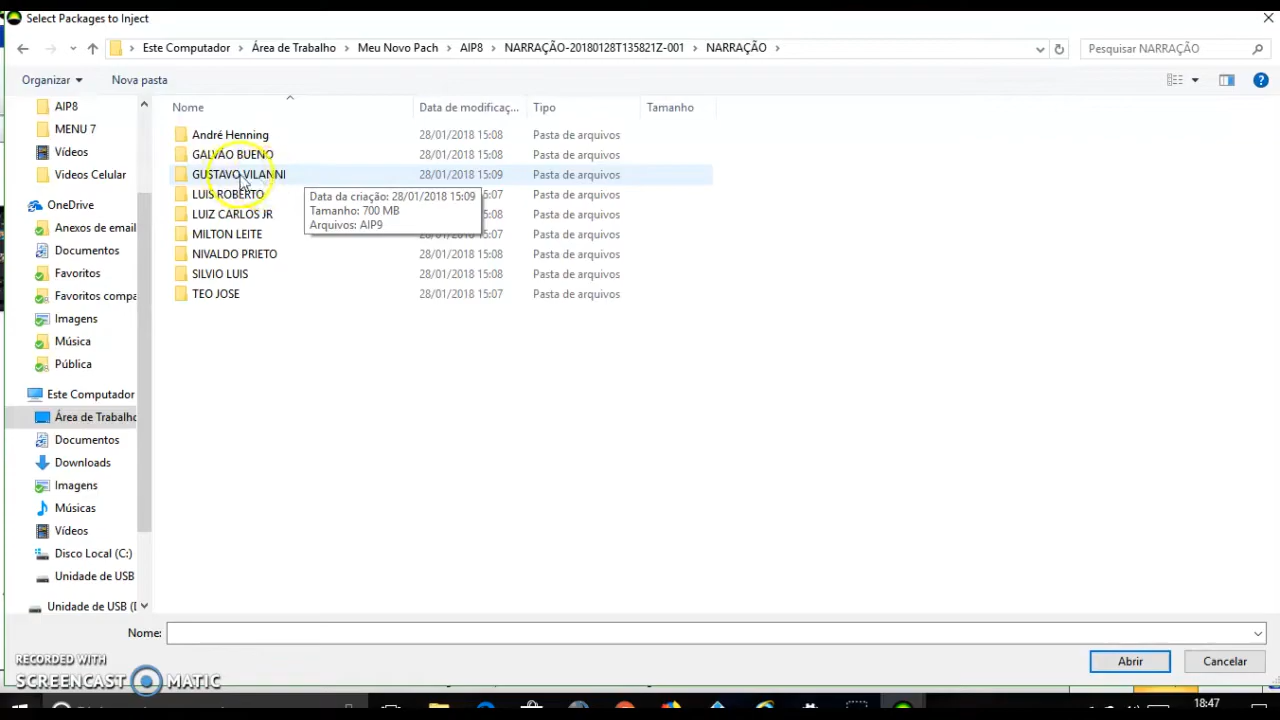 Select Packages to Inject
Este Computador > Área de Trabalho > Meu Novo Pach > AIP8 > NARRAÇÃO-20180128T135821Z-001 > NARRAÇÃO >
Pesquisar NARRAÇÃO
Organizar
Nova pasta
Nome
Data de modificaç...
Tipo
Tamanho
AIP8
MENU 7
Vídeos
Videos Celular
OneDrive
Anexos de email
Documentos
Favoritos
Favoritos compa
Imagens
Música
Pública
Este Computador
Área de Trabalho
Documentos
Downloads
Imagens
Músicas
Vídeos
Disco Local (C:)
Unidade de USB
Unidade de USB (
André Henning 28/01/2018 15:08 Pasta de arquivos
GALVÃO BUENO 28/01/2018 15:08 Pasta de arquivos
GUSTAVO VILANNI 28/01/2018 15:09 Pasta de arquivos
LUIS ROBERTO :07 Pasta de arquivos
LUIZ CARLOS JR :08 Pasta de arquivos
MILTON LEITE 28/01/2018 15:07 Pasta de arquivos
NIVALDO PRIETO 28/01/2018 15:08 Pasta de arquivos
SILVIO LUIS 28/01/2018 15:08 Pasta de arquivos
TEO JOSE 28/01/2018 15:07 Pasta de arquivos
Data da criação: 28/01/2018 15:09
Tamanho: 700 MB
Arquivos: AIP9
Nome:
Abrir
Cancelar
RECORDED WITH
SCREENCAST MATIC
18:47